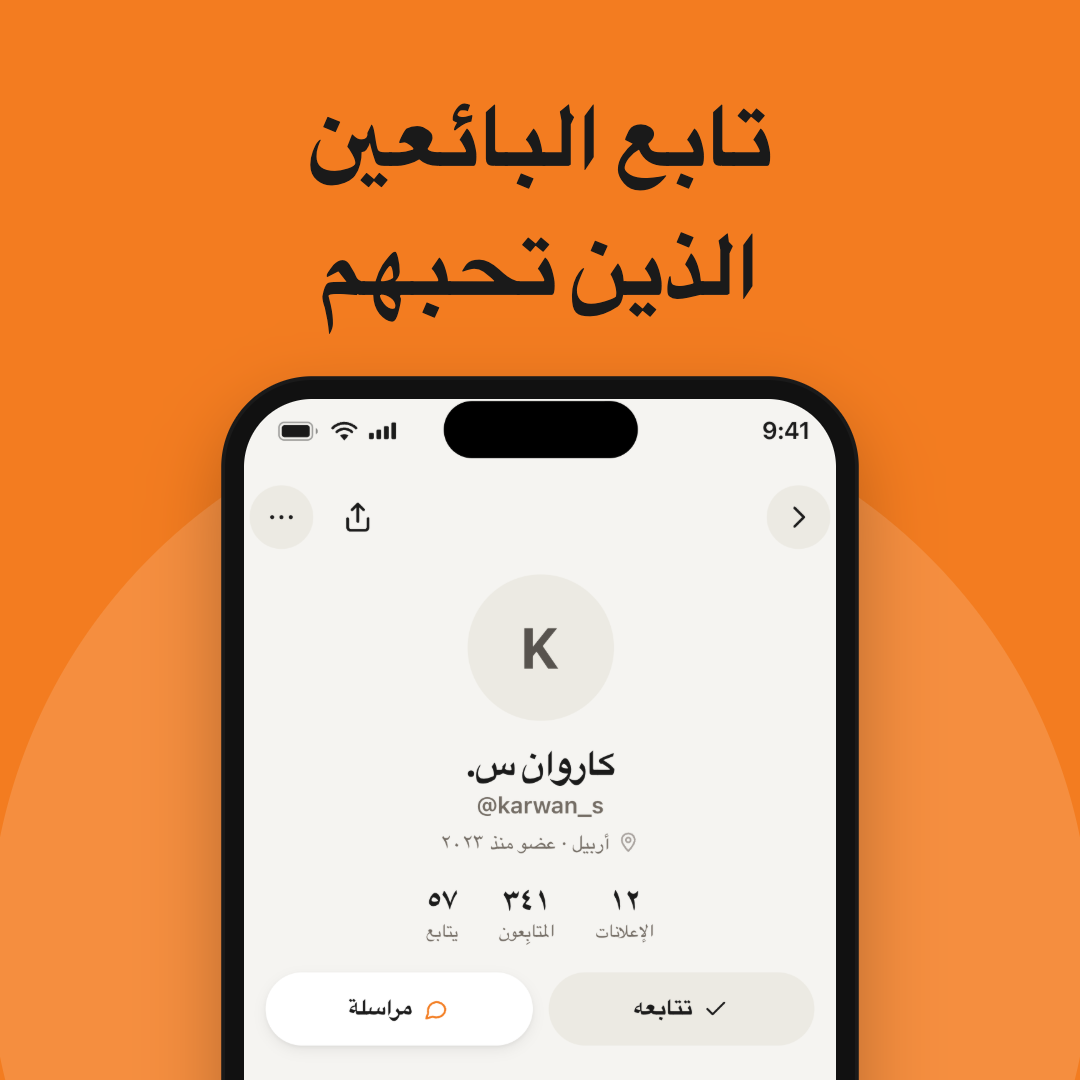 تابع البائعين
الذين تحبهم
9:41
K
كاروان س.
@karwan_s
أربيل · عضو منذ ٢٠٢٣
١٢ ٣٤١ ٥٧
الإعلانات المتابِعون يتابع
تتابعه مراسلة